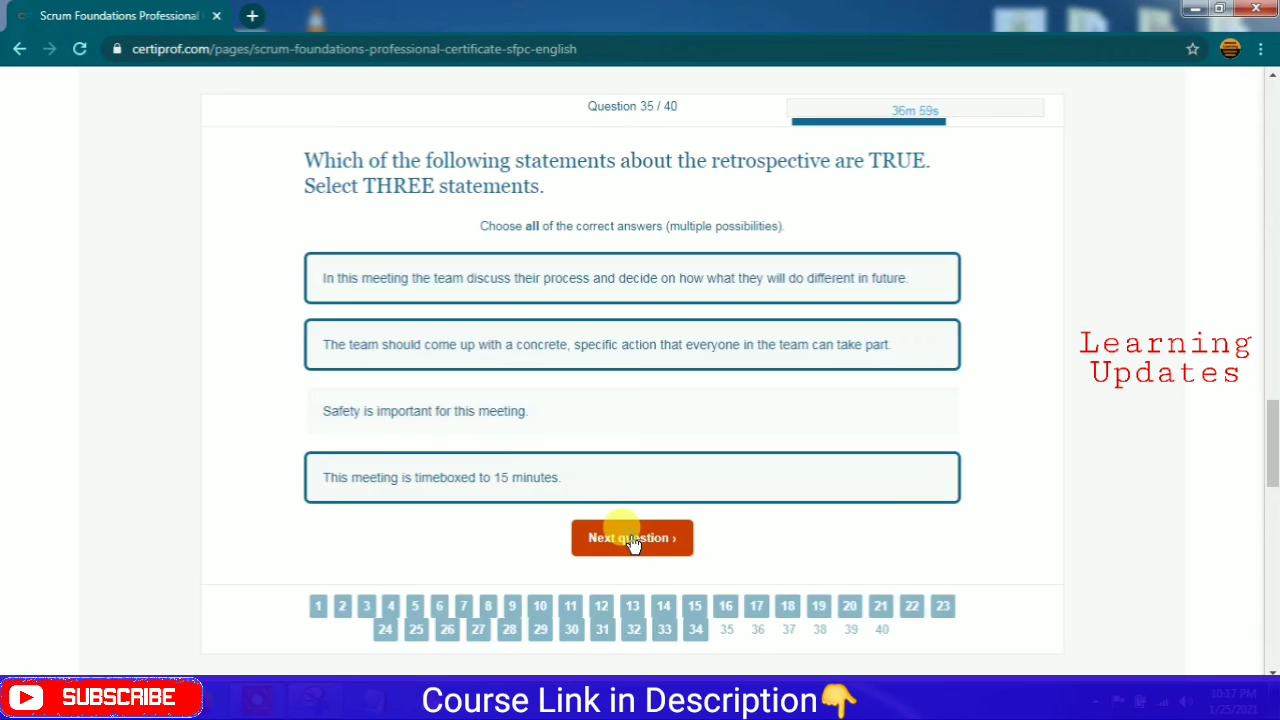 Scrum Foundations Professional
certiprof.com/pages/scrum-foundations-professional-certificate-sfpc-english
Question 35 / 40
36m 59s
Which of the following statements about the retrospective are TRUE.
Select THREE statements.
Choose all of the correct answers (multiple possibilities).
In this meeting the team discuss their process and decide on how what they will do different in future.
The team should come up with a concrete, specific action that everyone in the team can take part.
Safety is important for this meeting.
This meeting is timeboxed to 15 minutes.
Next question ›
1 2 3 4 5 6 7 8 9 10 11 12 13 14 15 16 17 18 19 20 21 22 23
24 25 26 27 28 29 30 31 32 33 34 35 36 37 38 39 40
Learning
Updates
SUBSCRIBE
Course Link in Description👇
10:17 PM
1/25/2021